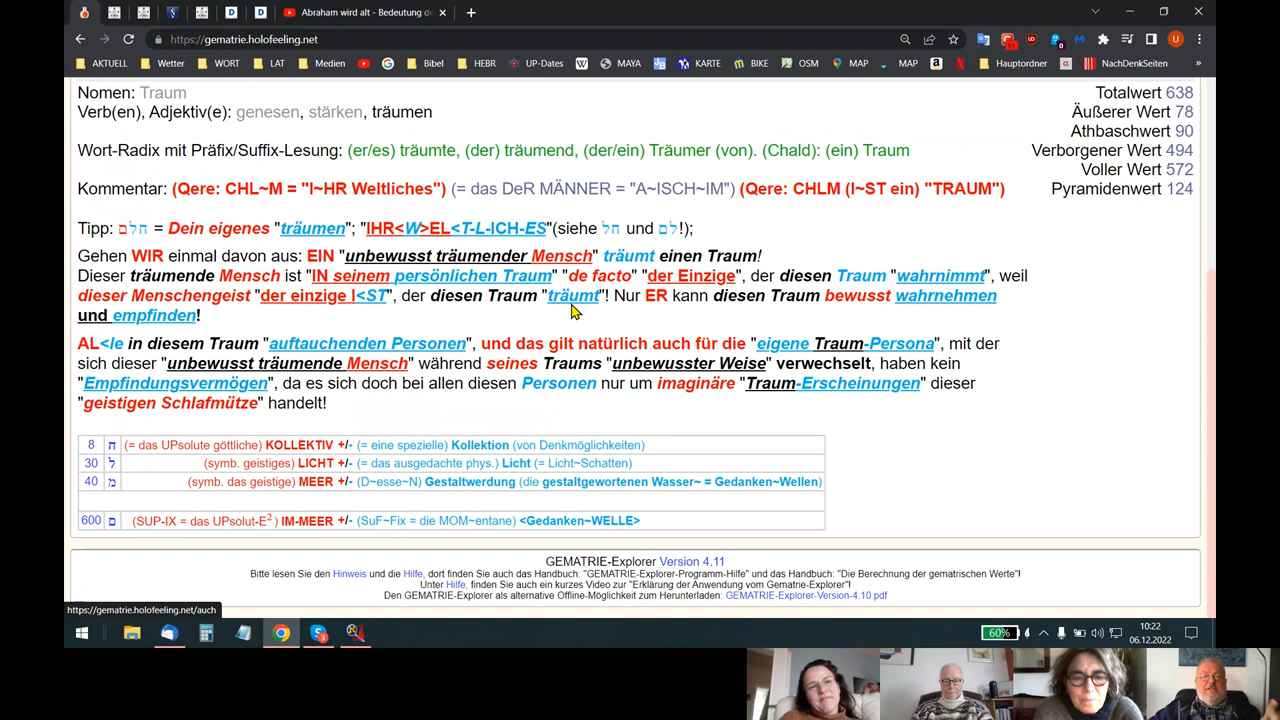 Abraham wird alt - Bedeutung de
https://gematrie.holofeeling.net
AKTUELL Wetter WORT LAT Medien Bibel HEBR UP-Dates MAYA KARTE BIKE OSM MAP MAP Hauptordner NachDenkSeiten
Nomen: Traum
Verb(en), Adjektiv(e): genesen, stärken, träumen
Totalwert 638
Äußerer Wert 78
Athbaschwert 90
Verborgener Wert 494
Voller Wert 572
Pyramidenwert 124
Wort-Radix mit Präfix/Suffix-Lesung: (er/es) träumte, (der) träumend, (der/ein) Träumer (von). (Chald): (ein) Traum
Kommentar: (Qere: CHL~M = "I~HR Weltliches") (= das DeR MÄNNER = "A~ISCH~IM") (Qere: CHLM (I~ST ein) "TRAUM")
Tipp: חלם = Dein eigenes "träumen"; "IHR<W>EL<T-L-ICH-ES"(siehe חל und לם!);
Gehen WIR einmal davon aus: EIN "unbewusst träumender Mensch" träumt einen Traum!
Dieser träumende Mensch ist "IN seinem persönlichen Traum" "de facto" "der Einzige", der diesen Traum "wahrnimmt", weil
dieser Menschengeist "der einzige I<ST", der diesen Traum "träumt"! Nur ER kann diesen Traum bewusst wahrnehmen
und empfinden!
AL<le in diesem Traum "auftauchenden Personen", und das gilt natürlich auch für die "eigene Traum-Persona", mit der
sich dieser "unbewusst träumende Mensch" während seines Traums "unbewusster Weise" verwechselt, haben kein
"Empfindungsvermögen", da es sich doch bei allen diesen Personen nur um imaginäre "Traum-Erscheinungen" dieser
"geistigen Schlafmütze" handelt!
8 ח (= das UPsolute göttliche) KOLLEKTIV +/- (= eine spezielle) Kollektion (von Denkmöglichkeiten)
30 ל (symb. geistiges) LICHT +/- (= das ausgedachte phys.) Licht (= Licht~Schatten)
40 מ (symb. das geistige) MEER +/- (D~esse~N) Gestaltwerdung (die gestaltgewordenen Wasser~ = Gedanken~Wellen)
600 ם (SUP-IX = das UPsolut-E² ) IM-MEER +/- (SuF~Fix = die MOM~entane) <Gedanken~WELLE>
GEMATRIE-Explorer Version 4.11
Bitte lesen Sie den Hinweis und die Hilfe, dort finden Sie auch das Handbuch: "GEMATRIE-Explorer-Programm-Hilfe" und das Handbuch: "Die Berechnung der gematrischen Werte"!
Unter Hilfe, finden Sie auch ein kurzes Video zur "Erklärung der Anwendung vom Gematrie-Explorer"!
Den GEMATRIE-Explorer als alternative Offline-Möglichkeit zum Herunterladen: GEMATRIE-Explorer-Version-4.10.pdf
https://gematrie.holofeeling.net/auch
60%
10:22
06.12.2022